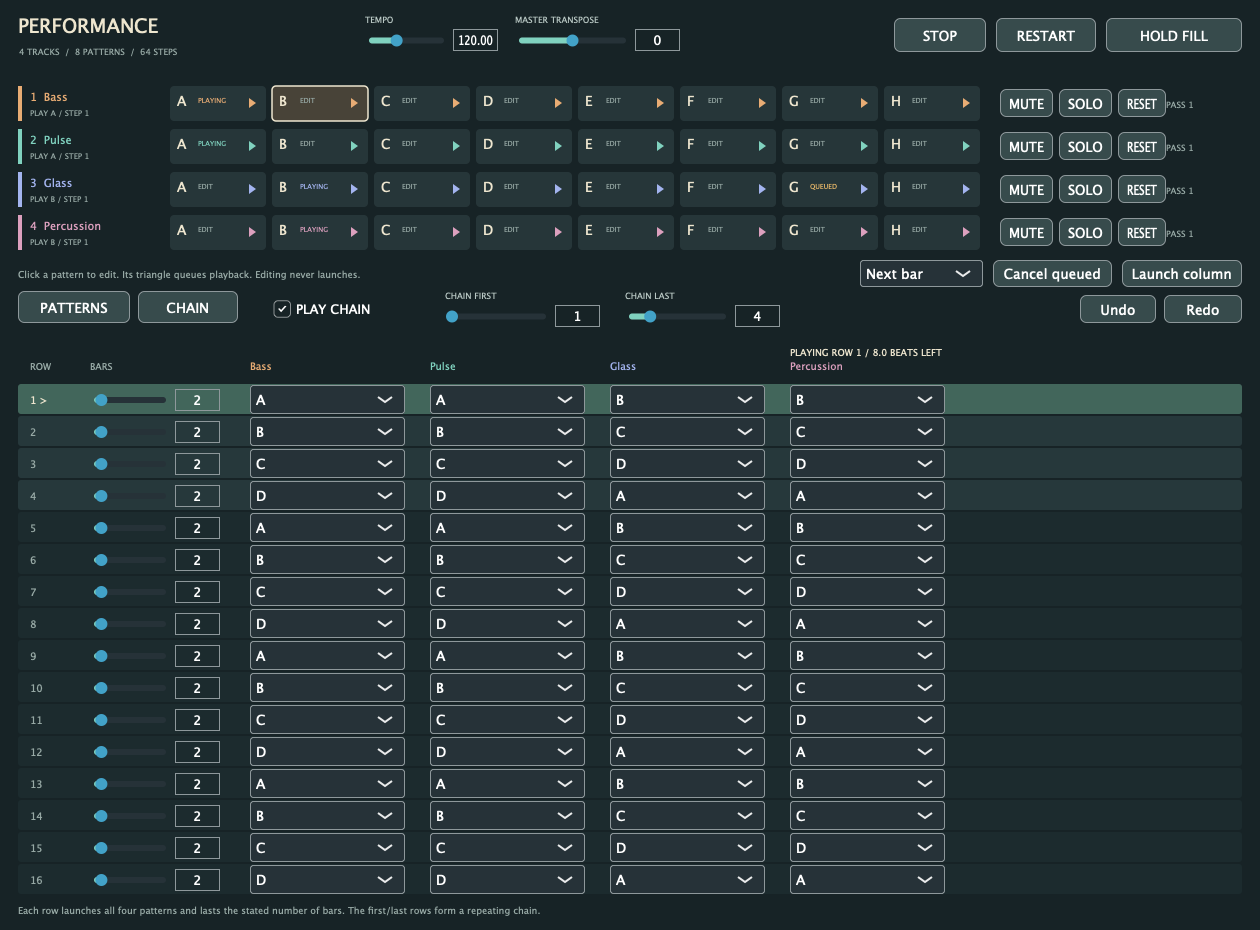 PERFORMANCE
4 TRACKS / 8 PATTERNS / 64 STEPS
TEMPO
120.00
MASTER TRANSPOSE
0
STOP RESTART HOLD FILL
1 Bass
PLAY A / STEP 1
A PLAYING B EDIT C EDIT D EDIT E EDIT F EDIT G EDIT H EDIT
MUTE SOLO RESET PASS 1
2 Pulse
PLAY A / STEP 1
A PLAYING B EDIT C EDIT D EDIT E EDIT F EDIT G EDIT H EDIT
MUTE SOLO RESET PASS 1
3 Glass
PLAY B / STEP 1
A EDIT B PLAYING C EDIT D EDIT E EDIT F EDIT G QUEUED H EDIT
MUTE SOLO RESET PASS 1
4 Percussion
PLAY B / STEP 1
A EDIT B PLAYING C EDIT D EDIT E EDIT F EDIT G EDIT H EDIT
MUTE SOLO RESET PASS 1
Click a pattern to edit. Its triangle queues playback. Editing never launches.
Next bar Cancel queued Launch column
PATTERNS CHAIN PLAY CHAIN
CHAIN FIRST
1
CHAIN LAST
4
Undo Redo
PLAYING ROW 1 / 8.0 BEATS LEFT
ROW BARS Bass Pulse Glass Percussion
1 > 2 A A B B
2 2 B B C C
3 2 C C D D
4 2 D D A A
5 2 A A B B
6 2 B B C C
7 2 C C D D
8 2 D D A A
9 2 A A B B
10 2 B B C C
11 2 C C D D
12 2 D D A A
13 2 A A B B
14 2 B B C C
15 2 C C D D
16 2 D D A A
Each row launches all four patterns and lasts the stated number of bars. The first/last rows form a repeating chain.